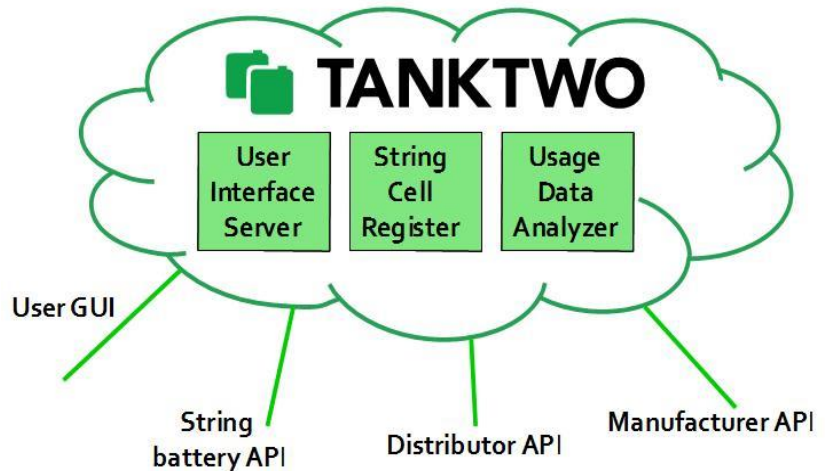 TANKTWO
User
Interface
Server
String
Cell
Register
Usage
Data
Analyzer
User GUI
String
battery API
Distributor API
Manufacturer API